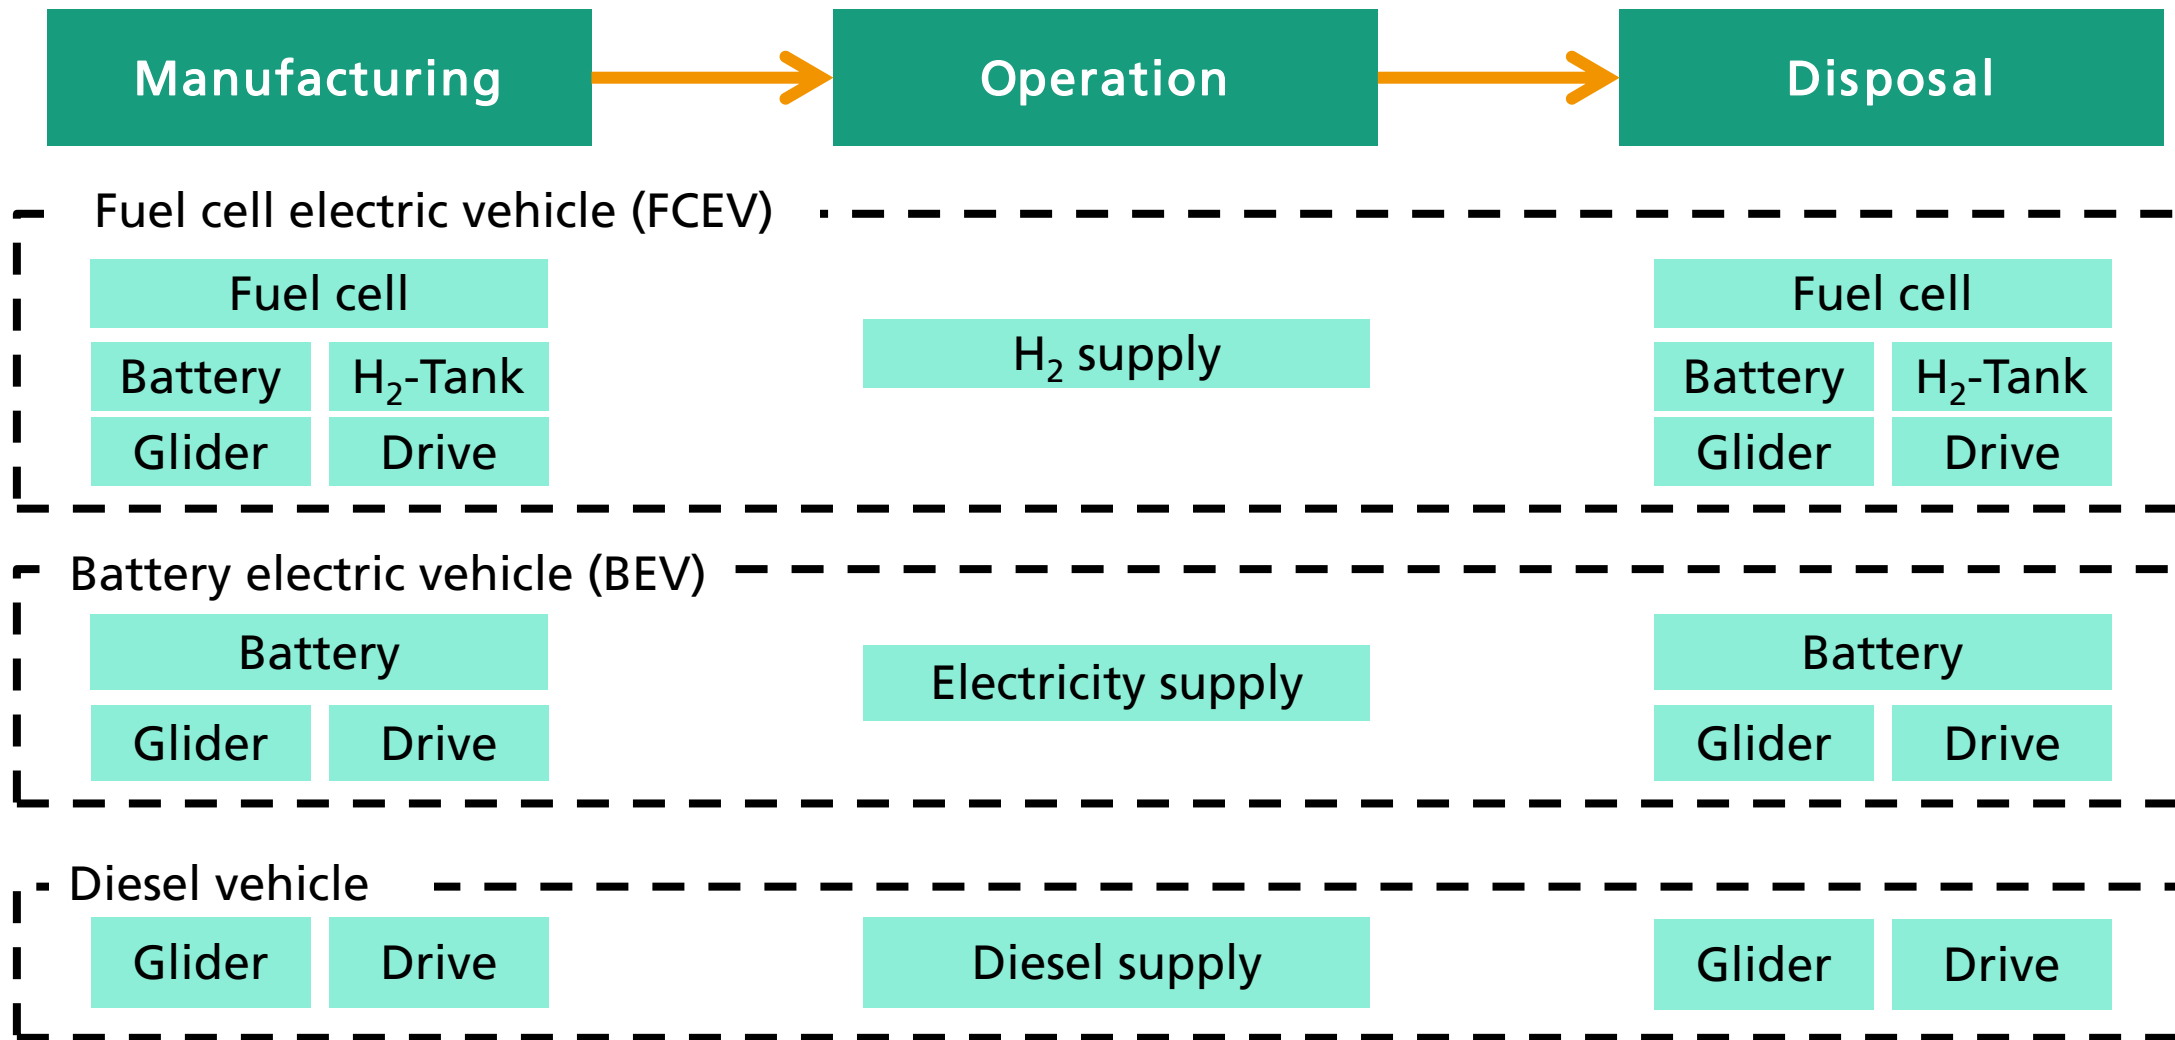 Manufacturing
Operation
Disposal
Fuel cell electric vehicle (FCEV)
Fuel cell
Battery
H₂-Tank
Glider
Drive
H₂ supply
Fuel cell
Battery
H₂-Tank
Glider
Drive
Battery electric vehicle (BEV)
Battery
Glider
Drive
Electricity supply
Battery
Glider
Drive
Diesel vehicle
Glider
Drive
Diesel supply
Glider
Drive